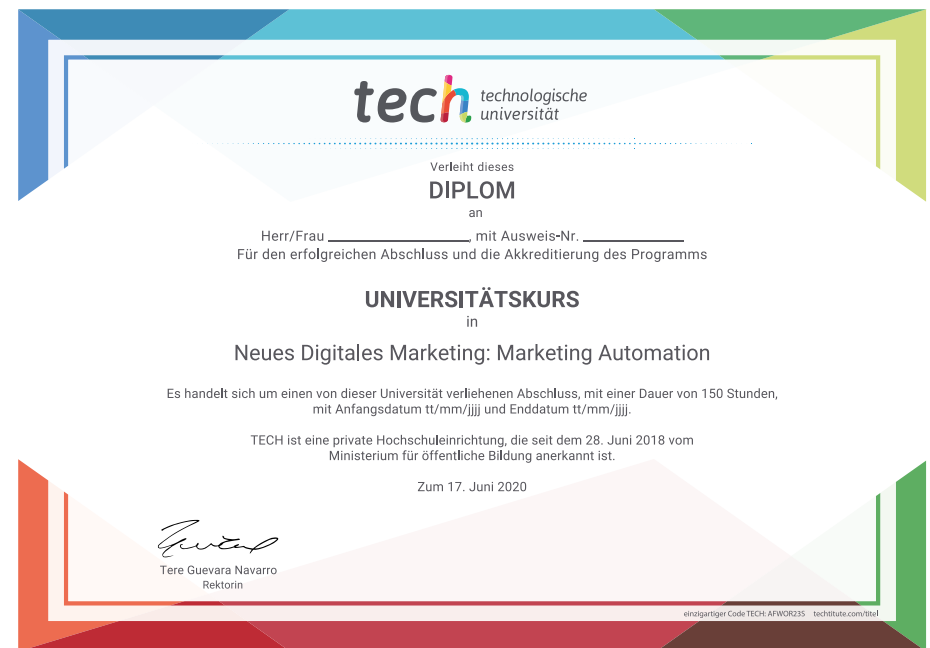 tech technologische
universität
Verleiht dieses
DIPLOM
an
Herr/Frau ____________________, mit Ausweis-Nr. ______________
Für den erfolgreichen Abschluss und die Akkreditierung des Programms
UNIVERSITÄTSKURS
in
Neues Digitales Marketing: Marketing Automation
Es handelt sich um einen von dieser Universität verliehenen Abschluss, mit einer Dauer von 150 Stunden,
mit Anfangsdatum tt/mm/jjjj und Enddatum tt/mm/jjjj.
TECH ist eine private Hochschuleinrichtung, die seit dem 28. Juni 2018 vom
Ministerium für öffentliche Bildung anerkannt ist.
Zum 17. Juni 2020
Tere Guevara Navarro
Rektorin
einzigartiger Code TECH: AFWOR23S techtitute.com/titel